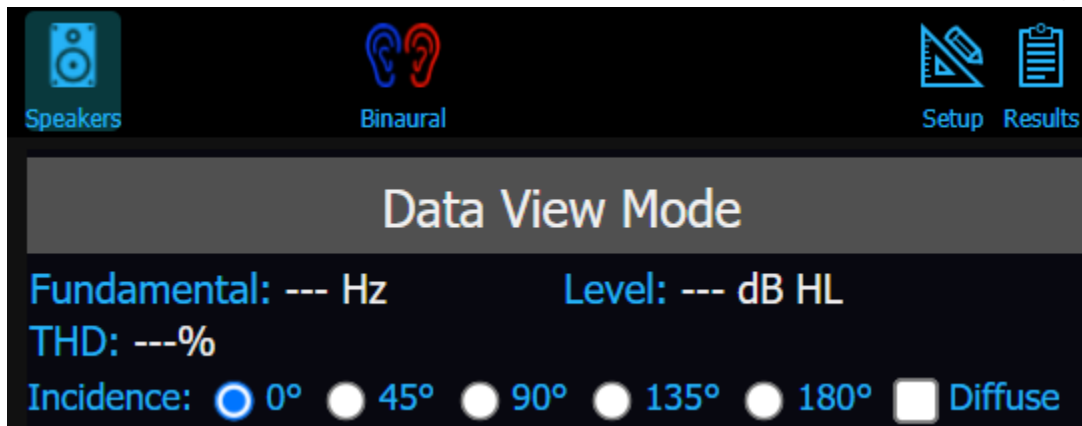 Speakers Binaural Setup Results
Data View Mode
Fundamental: --- Hz Level: --- dB HL
THD: ---%
Incidence: 0° 45° 90° 135° 180° Diffuse